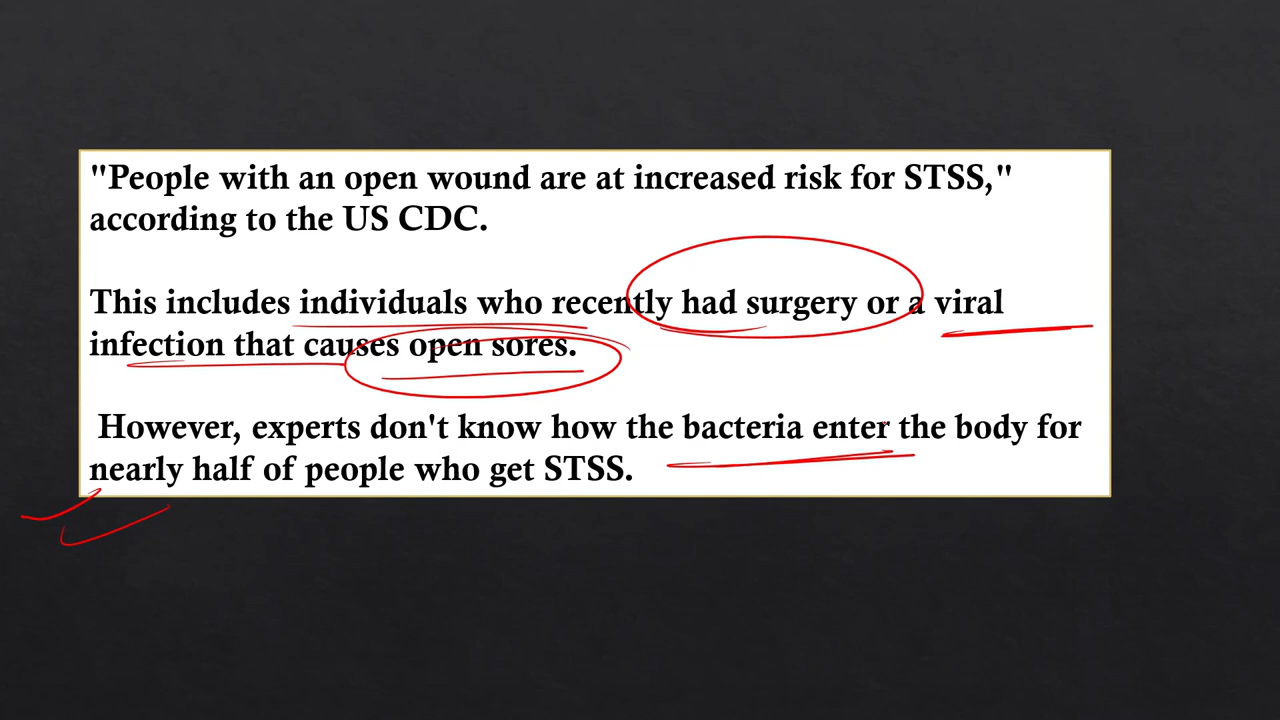 "People with an open wound are at increased risk for STSS,"
according to the US CDC.
This includes individuals who recently had surgery or a viral
infection that causes open sores.
However, experts don't know how the bacteria enter the body for
nearly half of people who get STSS.